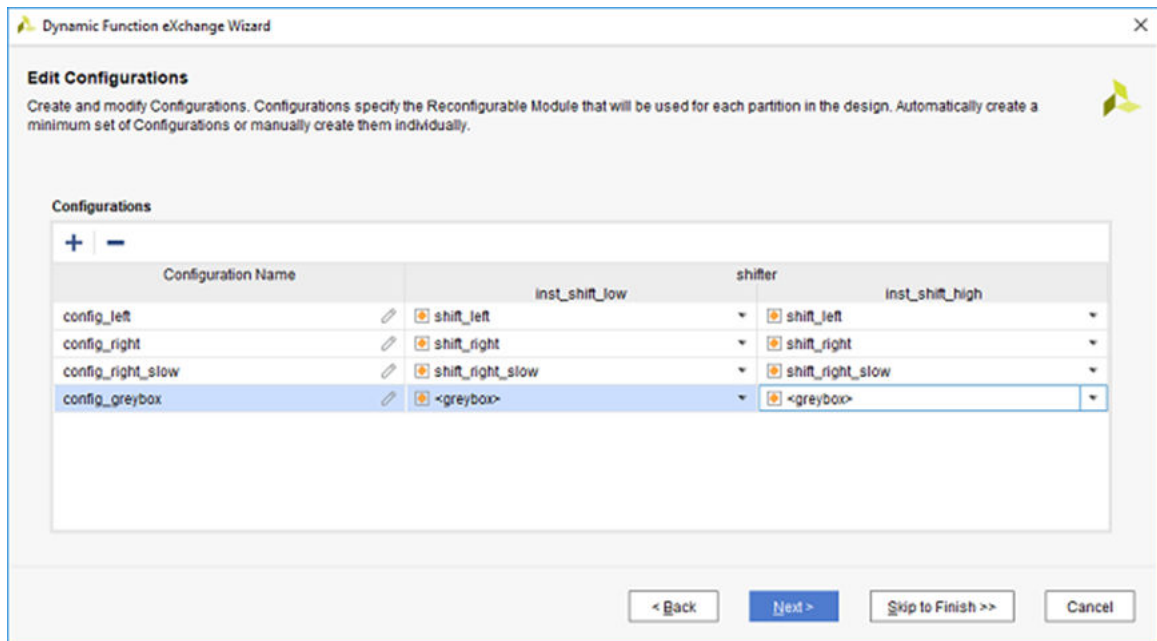 Dynamic Function eXchange Wizard
Edit Configurations
Create and modify Configurations. Configurations specify the Reconfigurable Module that will be used for each partition in the design. Automatically create a
minimum set of Configurations or manually create them individually.
Configurations
Configuration Name shifter
inst_shift_low inst_shift_high
config_left shift_left shift_left
config_right shift_right shift_right
config_right_slow shift_right_slow shift_right_slow
config_greybox <greybox> <greybox>
< Back Next > Skip to Finish >> Cancel